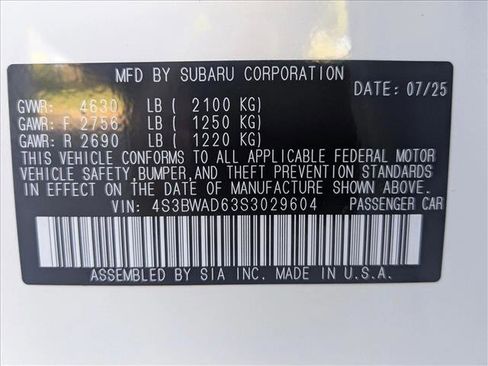 MFD BY SUBARU CORPORATION
DATE: 07/25
GVWR: 4630 LB ( 2100 KG)
GAWR: F 2756 LB ( 1250 KG)
GAWR: R 2690 LB ( 1220 KG)
THIS VEHICLE CONFORMS TO ALL APPLICABLE FEDERAL MOTOR
VEHICLE SAFETY,BUMPER,AND THEFT PREVENTION STANDARDS
IN EFFECT ON THE DATE OF MANUFACTURE SHOWN ABOVE.
VIN: 4S3BWAD63S3029604 PASSENGER CAR
ASSEMBLED BY SIA INC. MADE IN U.S.A.